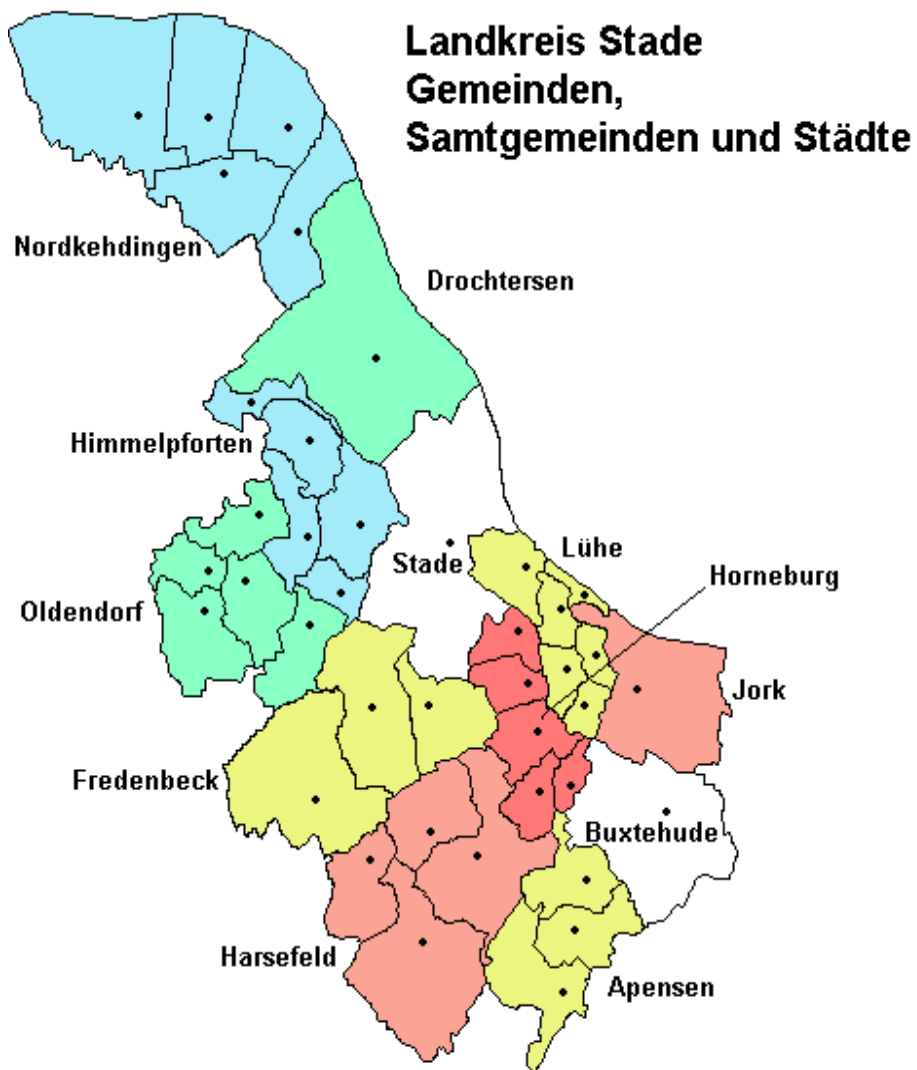 Landkreis Stade
Gemeinden,
Samtgemeinden und Städte
Nordkehdingen
Drochtersen
Himmelpforten
Stade
Lühe
Horneburg
Oldendorf
Jork
Fredenbeck
Buxtehude
Harsefeld
Apensen